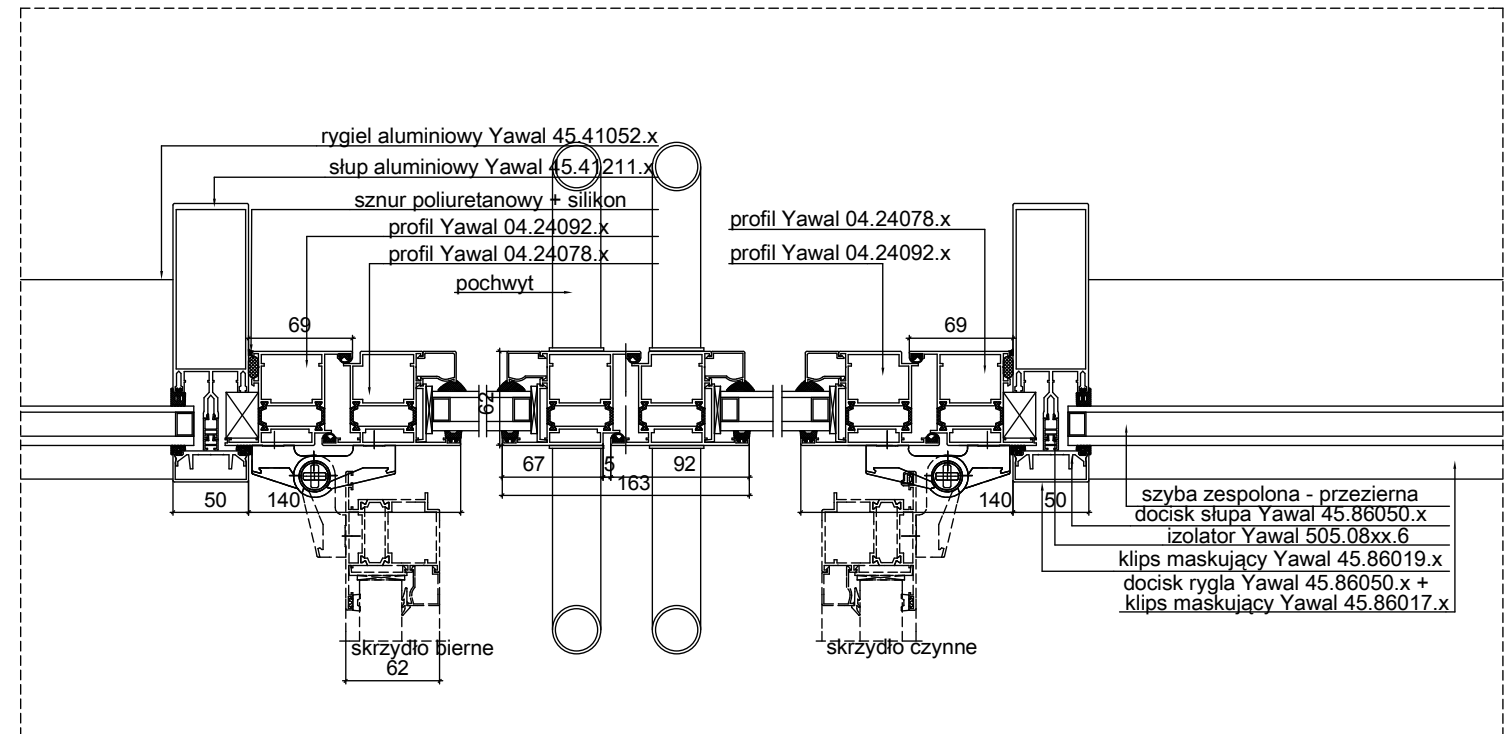 rygiel aluminiowy Yawal 45.41052.x
słup aluminiowy Yawal 45.41211.x
sznur poliuretanowy + silikon
profil Yawal 04.24092.x
profil Yawal 04.24078.x
pochwyt
profil Yawal 04.24078.x
profil Yawal 04.24092.x
69
69
62
67
5
92
163
50
140
140
50
szyba zespolona - przezierna
docisk słupa Yawal 45.86050.x
izolator Yawal 505.08xx.6
klips maskujący Yawal 45.86019.x
docisk rygla Yawal 45.86050.x +
klips maskujący Yawal 45.86017.x
skrzydło bierne
62
skrzydło czynne